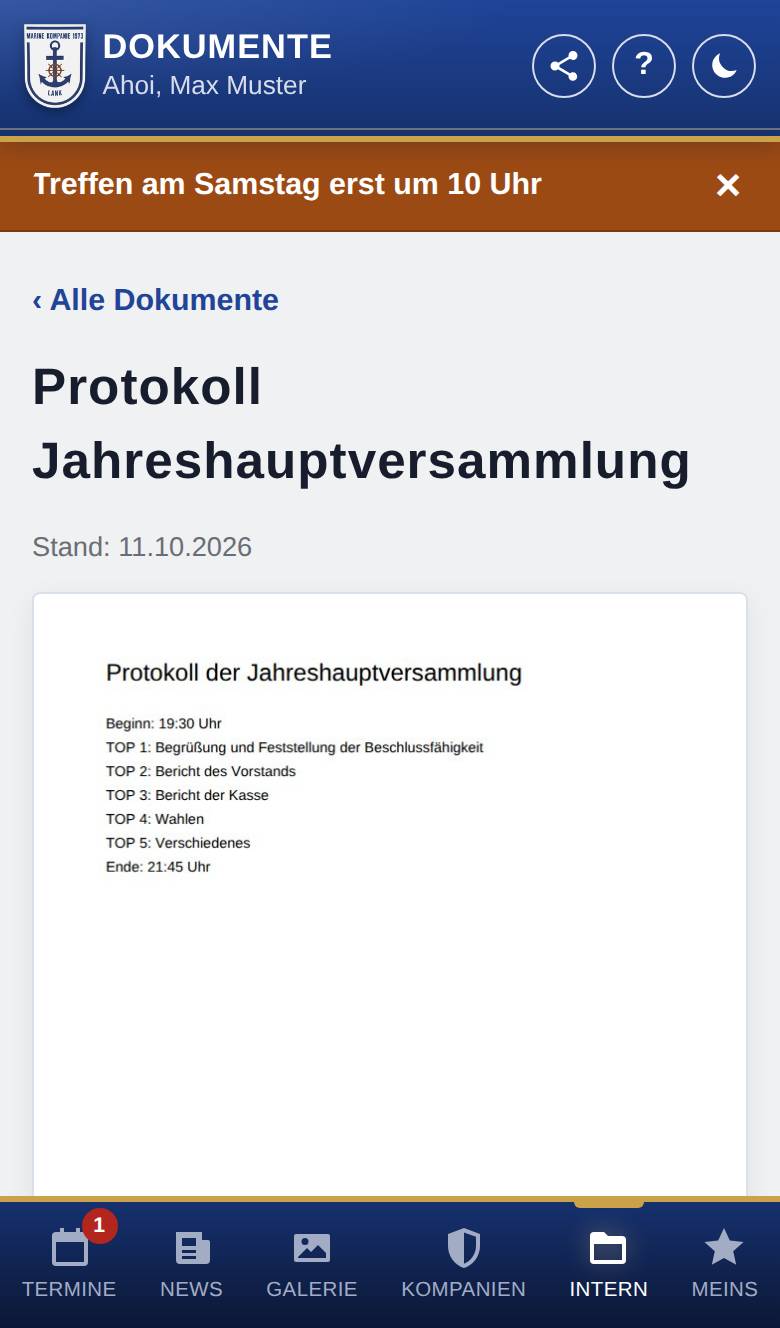 MARINE KOMPANIE 1973
LANK
DOKUMENTE
Ahoi, Max Muster
?
Treffen am Samstag erst um 10 Uhr
×
‹ Alle Dokumente
Protokoll
Jahreshauptversammlung
Stand: 11.10.2026
Protokoll der Jahreshauptversammlung
Beginn: 19:30 Uhr
TOP 1: Begrüßung und Feststellung der Beschlussfähigkeit
TOP 2: Bericht des Vorstands
TOP 3: Bericht der Kasse
TOP 4: Wahlen
TOP 5: Verschiedenes
Ende: 21:45 Uhr
1
TERMINE NEWS GALERIE KOMPANIEN INTERN MEINS